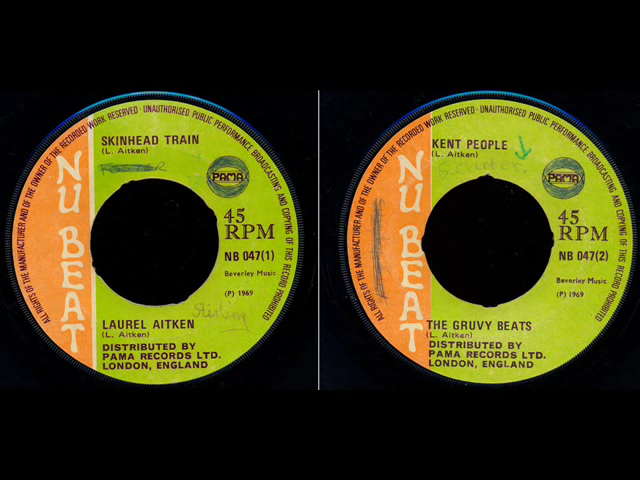 ALL RIGHTS OF THE MANUFACTURER AND OF THE OWNER OF THE RECORDED WORK RESERVED · UNAUTHORISED PUBLIC PERFORMANCE BROADCASTING AND COPYING OF THIS RECORD PROHIBITED
NU BEAT
SKINHEAD TRAIN
(L. Aitken)
PAMA
45
RPM
NB 047(1)
Beverley Music
(P) 1969
Stirling
LAUREL AITKEN
(L. Aitken)
DISTRIBUTED BY
PAMA RECORDS LTD.
LONDON, ENGLAND
ALL RIGHTS OF THE MANUFACTURER AND OF THE OWNER OF THE RECORDED WORK RESERVED · UNAUTHORISED PUBLIC PERFORMANCE BROADCASTING AND COPYING OF THIS RECORD PROHIBITED
NU BEAT
KENT PEOPLE
(L. Aitken)
PAMA
45
RPM
NB 047(2)
Beverley Music
(P) 1969
THE GRUVY BEATS
(L. Aitken)
DISTRIBUTED BY
PAMA RECORDS LTD.
LONDON, ENGLAND